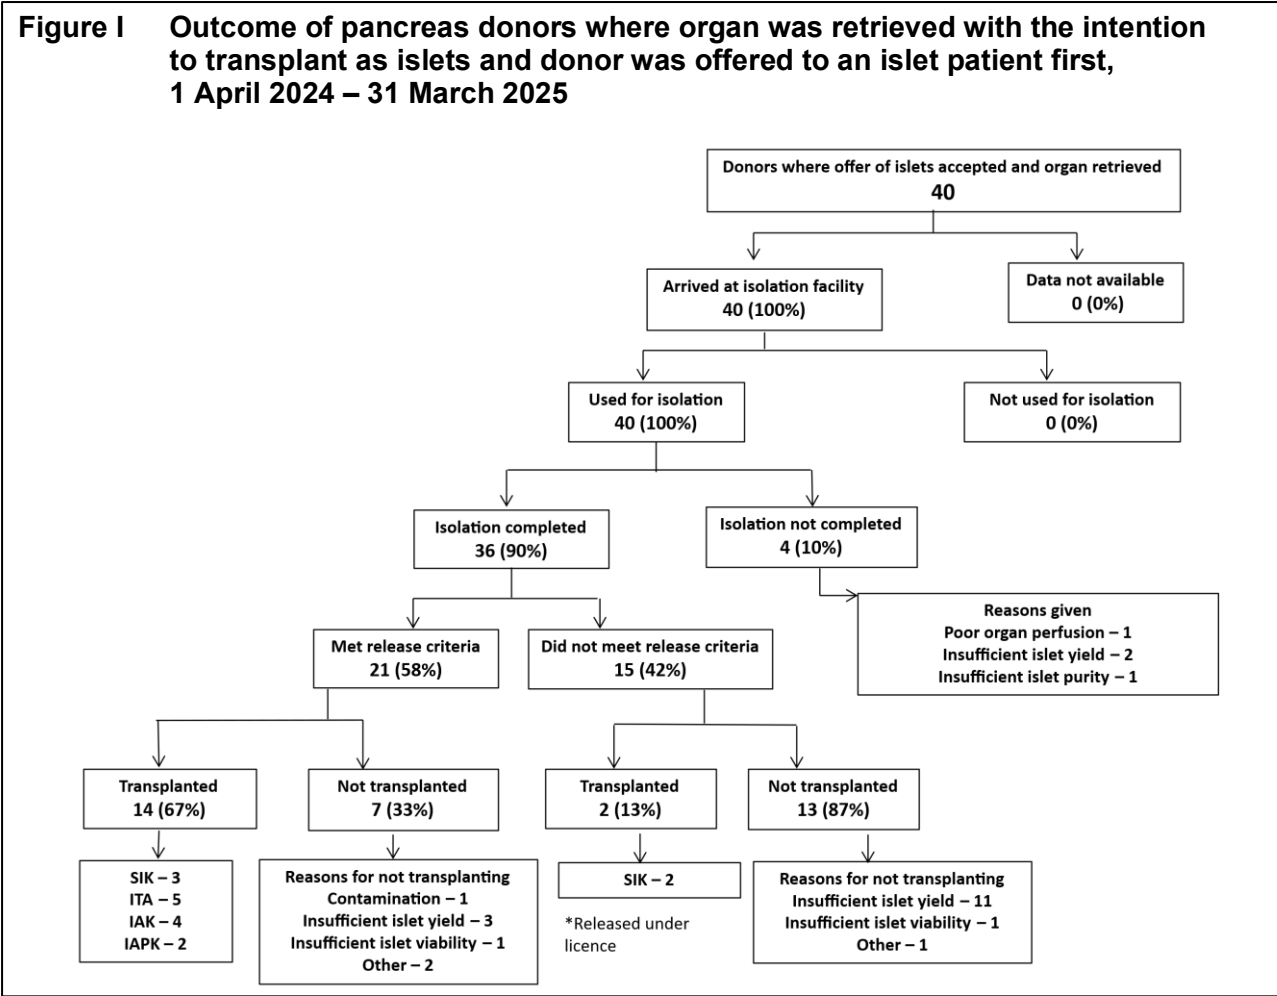 Figure I Outcome of pancreas donors where organ was retrieved with the intention
to transplant as islets and donor was offered to an islet patient first,
1 April 2024 – 31 March 2025
Donors where offer of islets accepted and organ retrieved
40
Arrived at isolation facility
40 (100%)
Data not available
0 (0%)
Used for isolation
40 (100%)
Not used for isolation
0 (0%)
Isolation completed
36 (90%)
Isolation not completed
4 (10%)
Reasons given
Poor organ perfusion – 1
Insufficient islet yield – 2
Insufficient islet purity – 1
Met release criteria
21 (58%)
Did not meet release criteria
15 (42%)
Transplanted
14 (67%)
Not transplanted
7 (33%)
Transplanted
2 (13%)
Not transplanted
13 (87%)
SIK – 3
ITA – 5
IAK – 4
IAPK – 2
Reasons for not transplanting
Contamination – 1
Insufficient islet yield – 3
Insufficient islet viability – 1
Other – 2
SIK – 2
*Released under
licence
Reasons for not transplanting
Insufficient islet yield – 11
Insufficient islet viability – 1
Other – 1